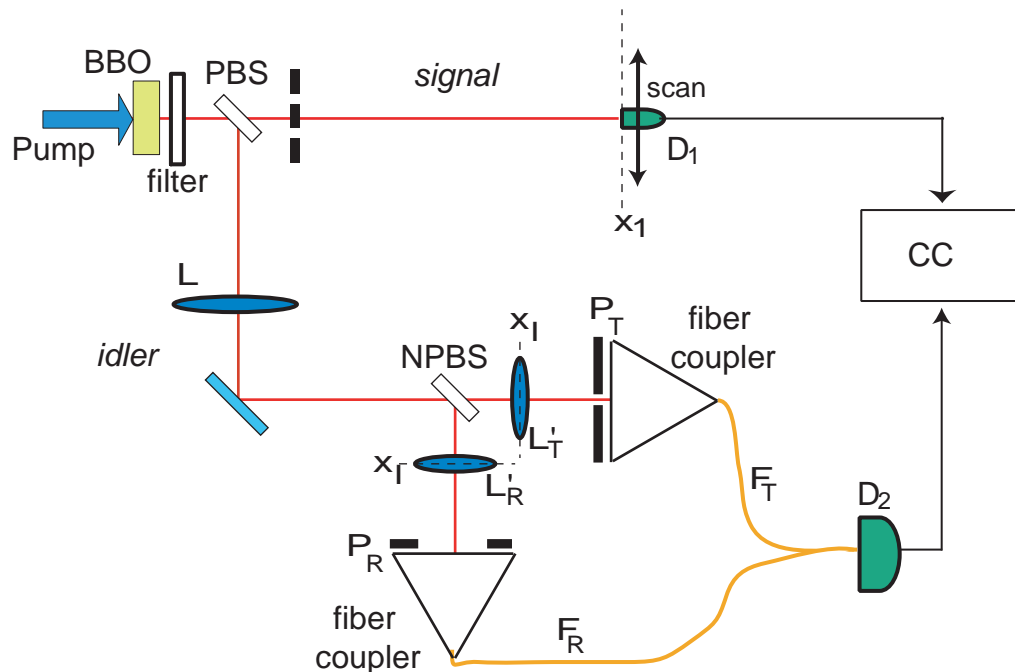 BBO
PBS
signal
scan
Pump
filter
D1
x1
CC
L
idler
NPBS
xI
PT
fiber
coupler
L'T
xI'
L'R
FT
D2
PR
fiber
coupler
FR